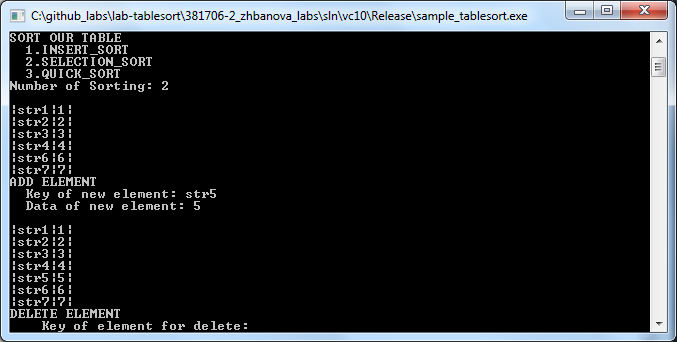 C:\github_labs\lab-tablesort\381706-2_zhbanova_labs\sln\vc10\Release\sample_tablesort.exe
SORT OUR TABLE
1.INSERT_SORT
2.SELECTION_SORT
3.QUICK_SORT
Number of Sorting: 2
|str1|1|
|str2|2|
|str3|3|
|str4|4|
|str6|6|
|str7|7|
ADD ELEMENT
Key of new element: str5
Data of new element: 5
|str1|1|
|str2|2|
|str3|3|
|str4|4|
|str5|5|
|str6|6|
|str7|7|
DELETE ELEMENT
Key of element for delete: